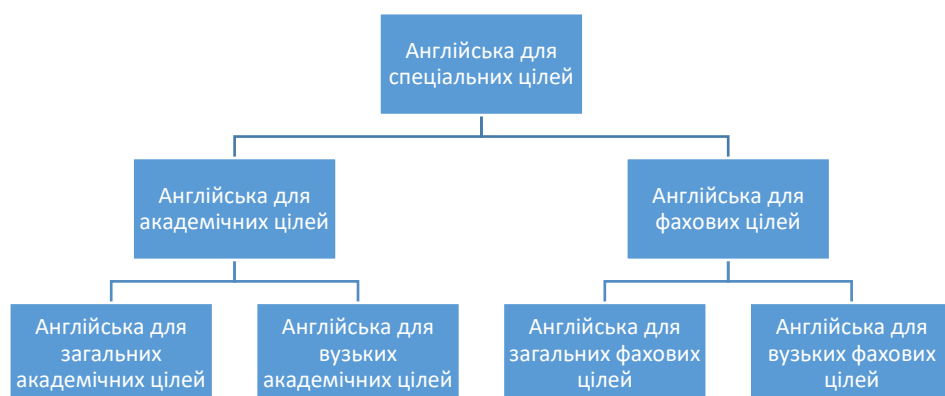 Англійська для
спеціальних цілей
Англійська для
академічних цілей
Англійська для
фахових цілей
Англійська для
загальних
академічних цілей
Англійська для
вузьких
академічних цілей
Англійська для
загальних фахових
цілей
Англійська для
вузьких фахових
цілей